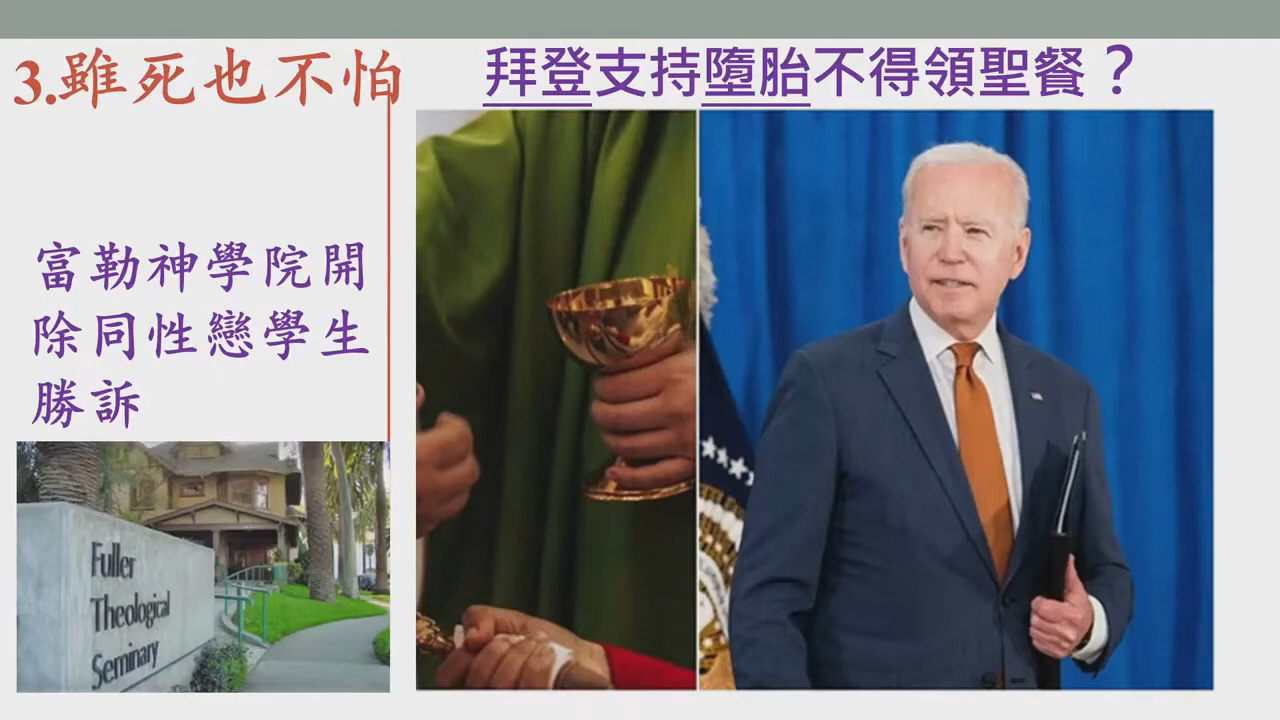 3.雖死也不怕
拜登支持墮胎不得領聖餐？
富勒神學院開
除同性戀學生
勝訴
Fuller
Theological
Seminary